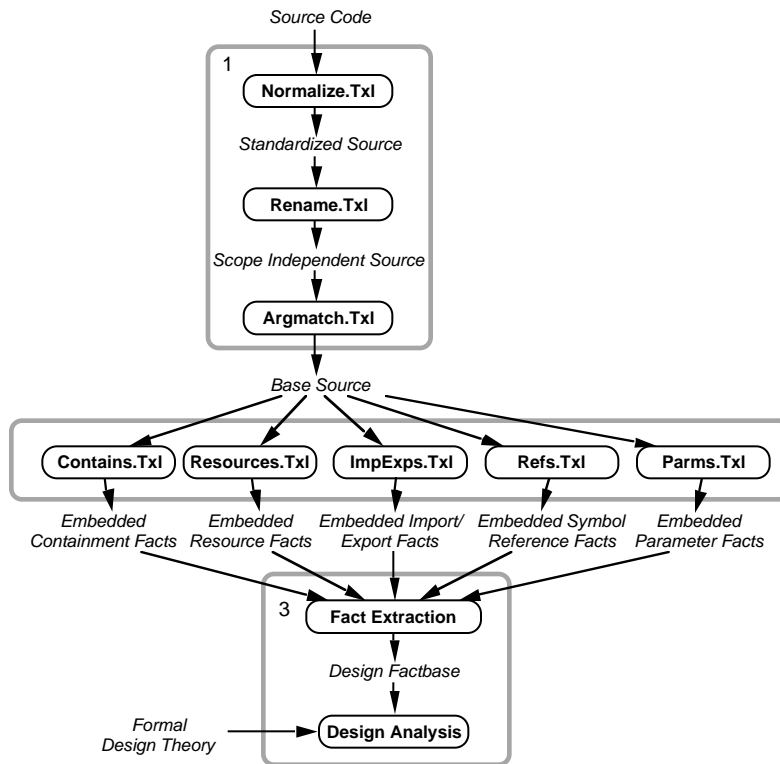 Source Code
1
Normalize.Txl
Standardized Source
Rename.Txl
Scope Independent Source
Argmatch.Txl
Base Source
Contains.Txl Resources.Txl ImpExps.Txl Refs.Txl Parms.Txl
Embedded Embedded Embedded Import/ Embedded Symbol Embedded
Containment Facts Resource Facts Export Facts Reference Facts Parameter Facts
3
Fact Extraction
Design Factbase
Formal
Design Theory
Design Analysis